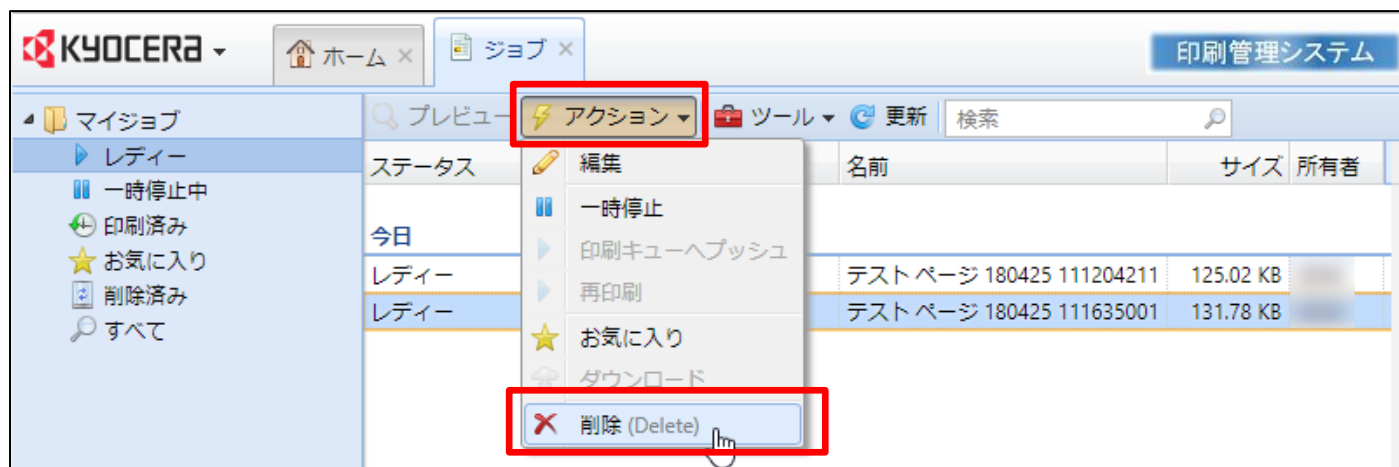 KYOCERA
ホーム
ジョブ
印刷管理システム
マイジョブ
レディー
一時停止中
印刷済み
お気に入り
削除済み
すべて
プレビュー
アクション
ツール
更新
検索
ステータス
名前
サイズ
所有者
今日
レディー
テスト ページ 180425 111204211
125.02 KB
レディー
テスト ページ 180425 111635001
131.78 KB
編集
一時停止
印刷キューへプッシュ
再印刷
お気に入り
ダウンロード
削除 (Delete)